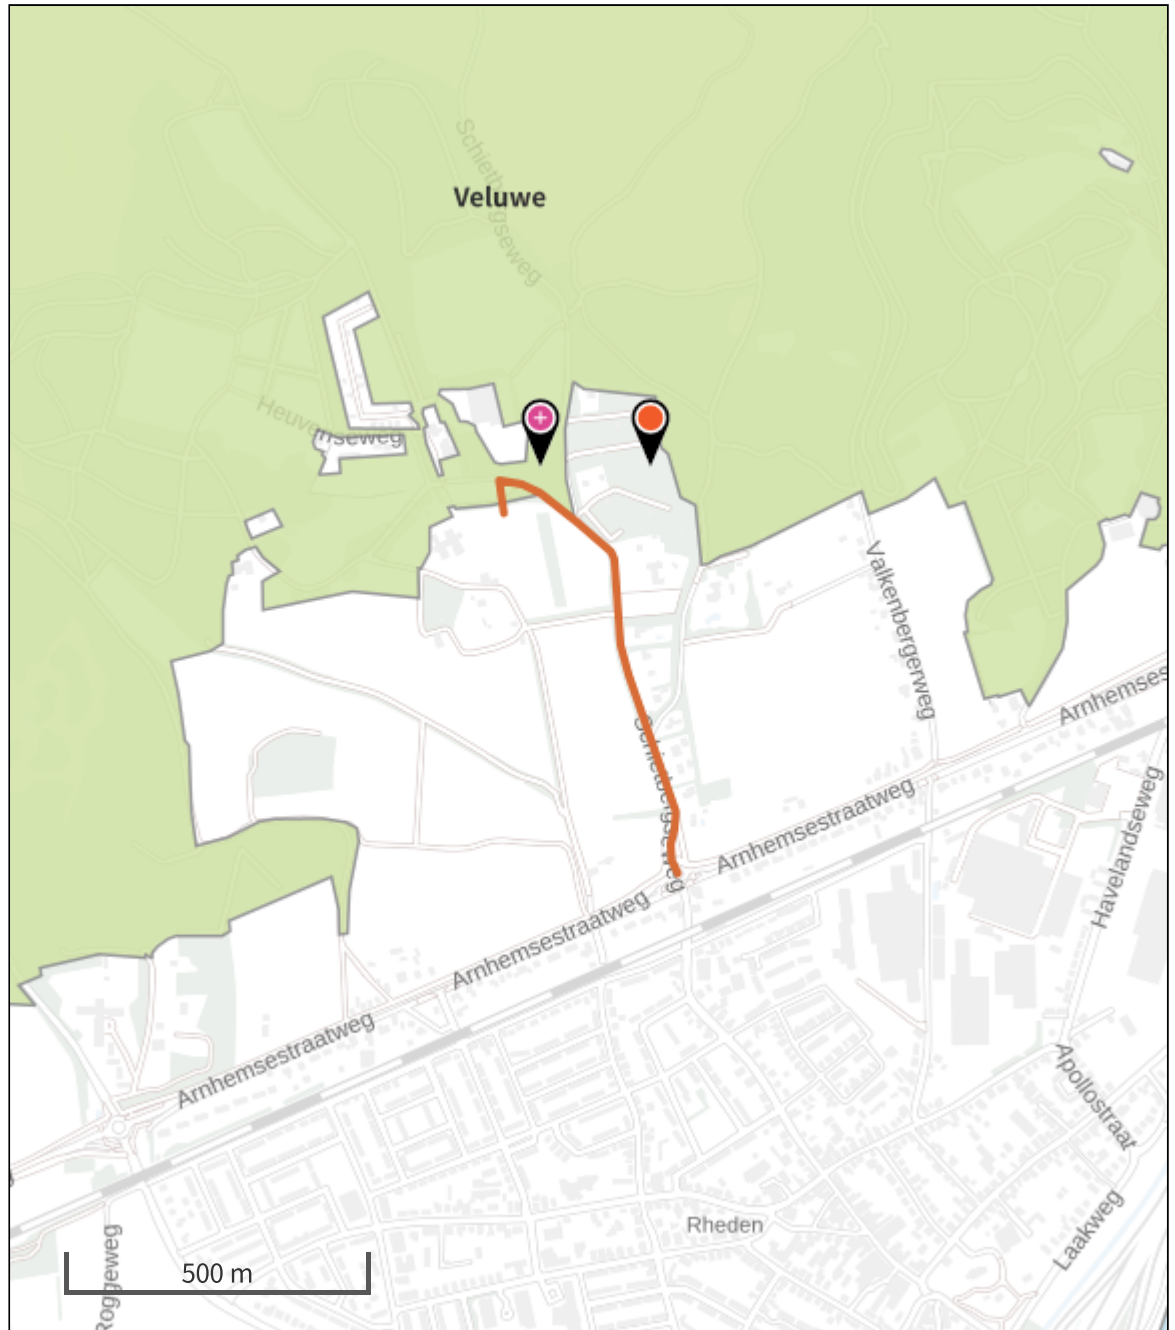 Schietbergseweg
Veluwe
Heuvenseweg
Valkenbergerweg
Arnhemses
Schietbergseweg
Arnhemsestraatweg
Havelandseweg
Arnhemsestraatweg
Arnhemsestraatweg
Apollostraat
Rheden
Laakweg
Roggeweg
500 m